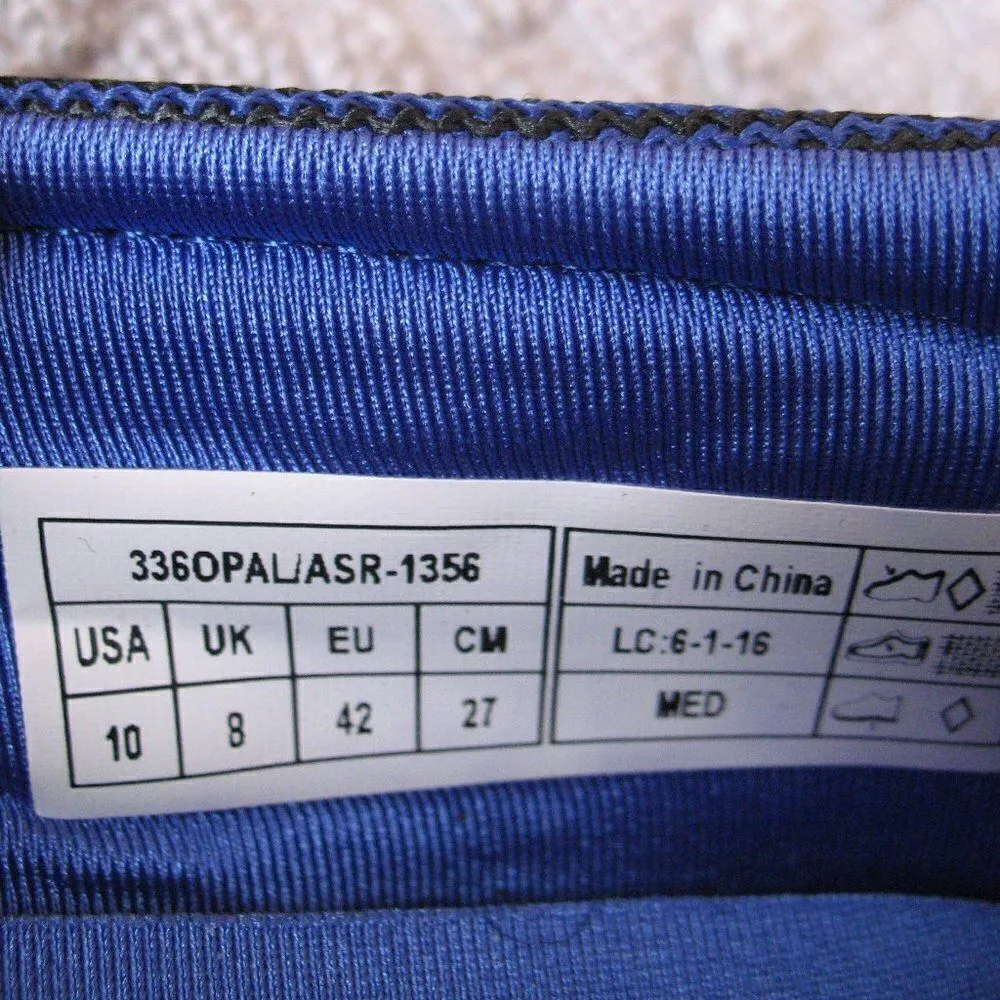 336OPAL/ASR-1356
USA UK EU CM
10 8 42 27
Made in China
LC:6-1-16
MED